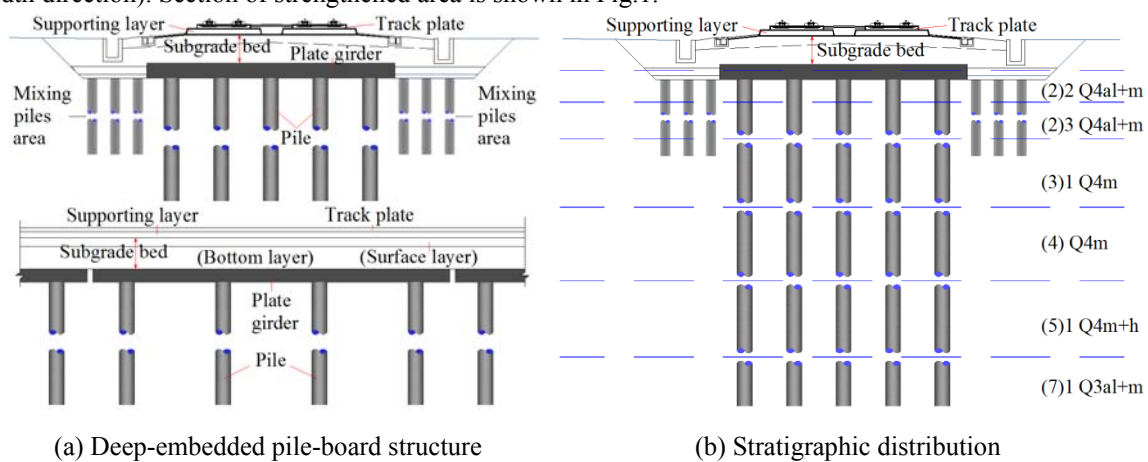 width direction). Section of strengthened area is shown in Fig.1.
Supporting layer
Track plate
Subgrade bed
Plate girder
Mixing
piles
area
Mixing
piles
area
Pile
Supporting layer
Track plate
Subgrade bed
(Bottom layer)
(Surface layer)
Plate
girder
Pile
(a) Deep-embedded pile-board structure
Supporting layer
Track plate
Subgrade bed
(2)2 Q4al+m
(2)3 Q4al+m
(3)1 Q4m
(4) Q4m
(5)1 Q4m+h
(7)1 Q3al+m
(b) Stratigraphic distribution